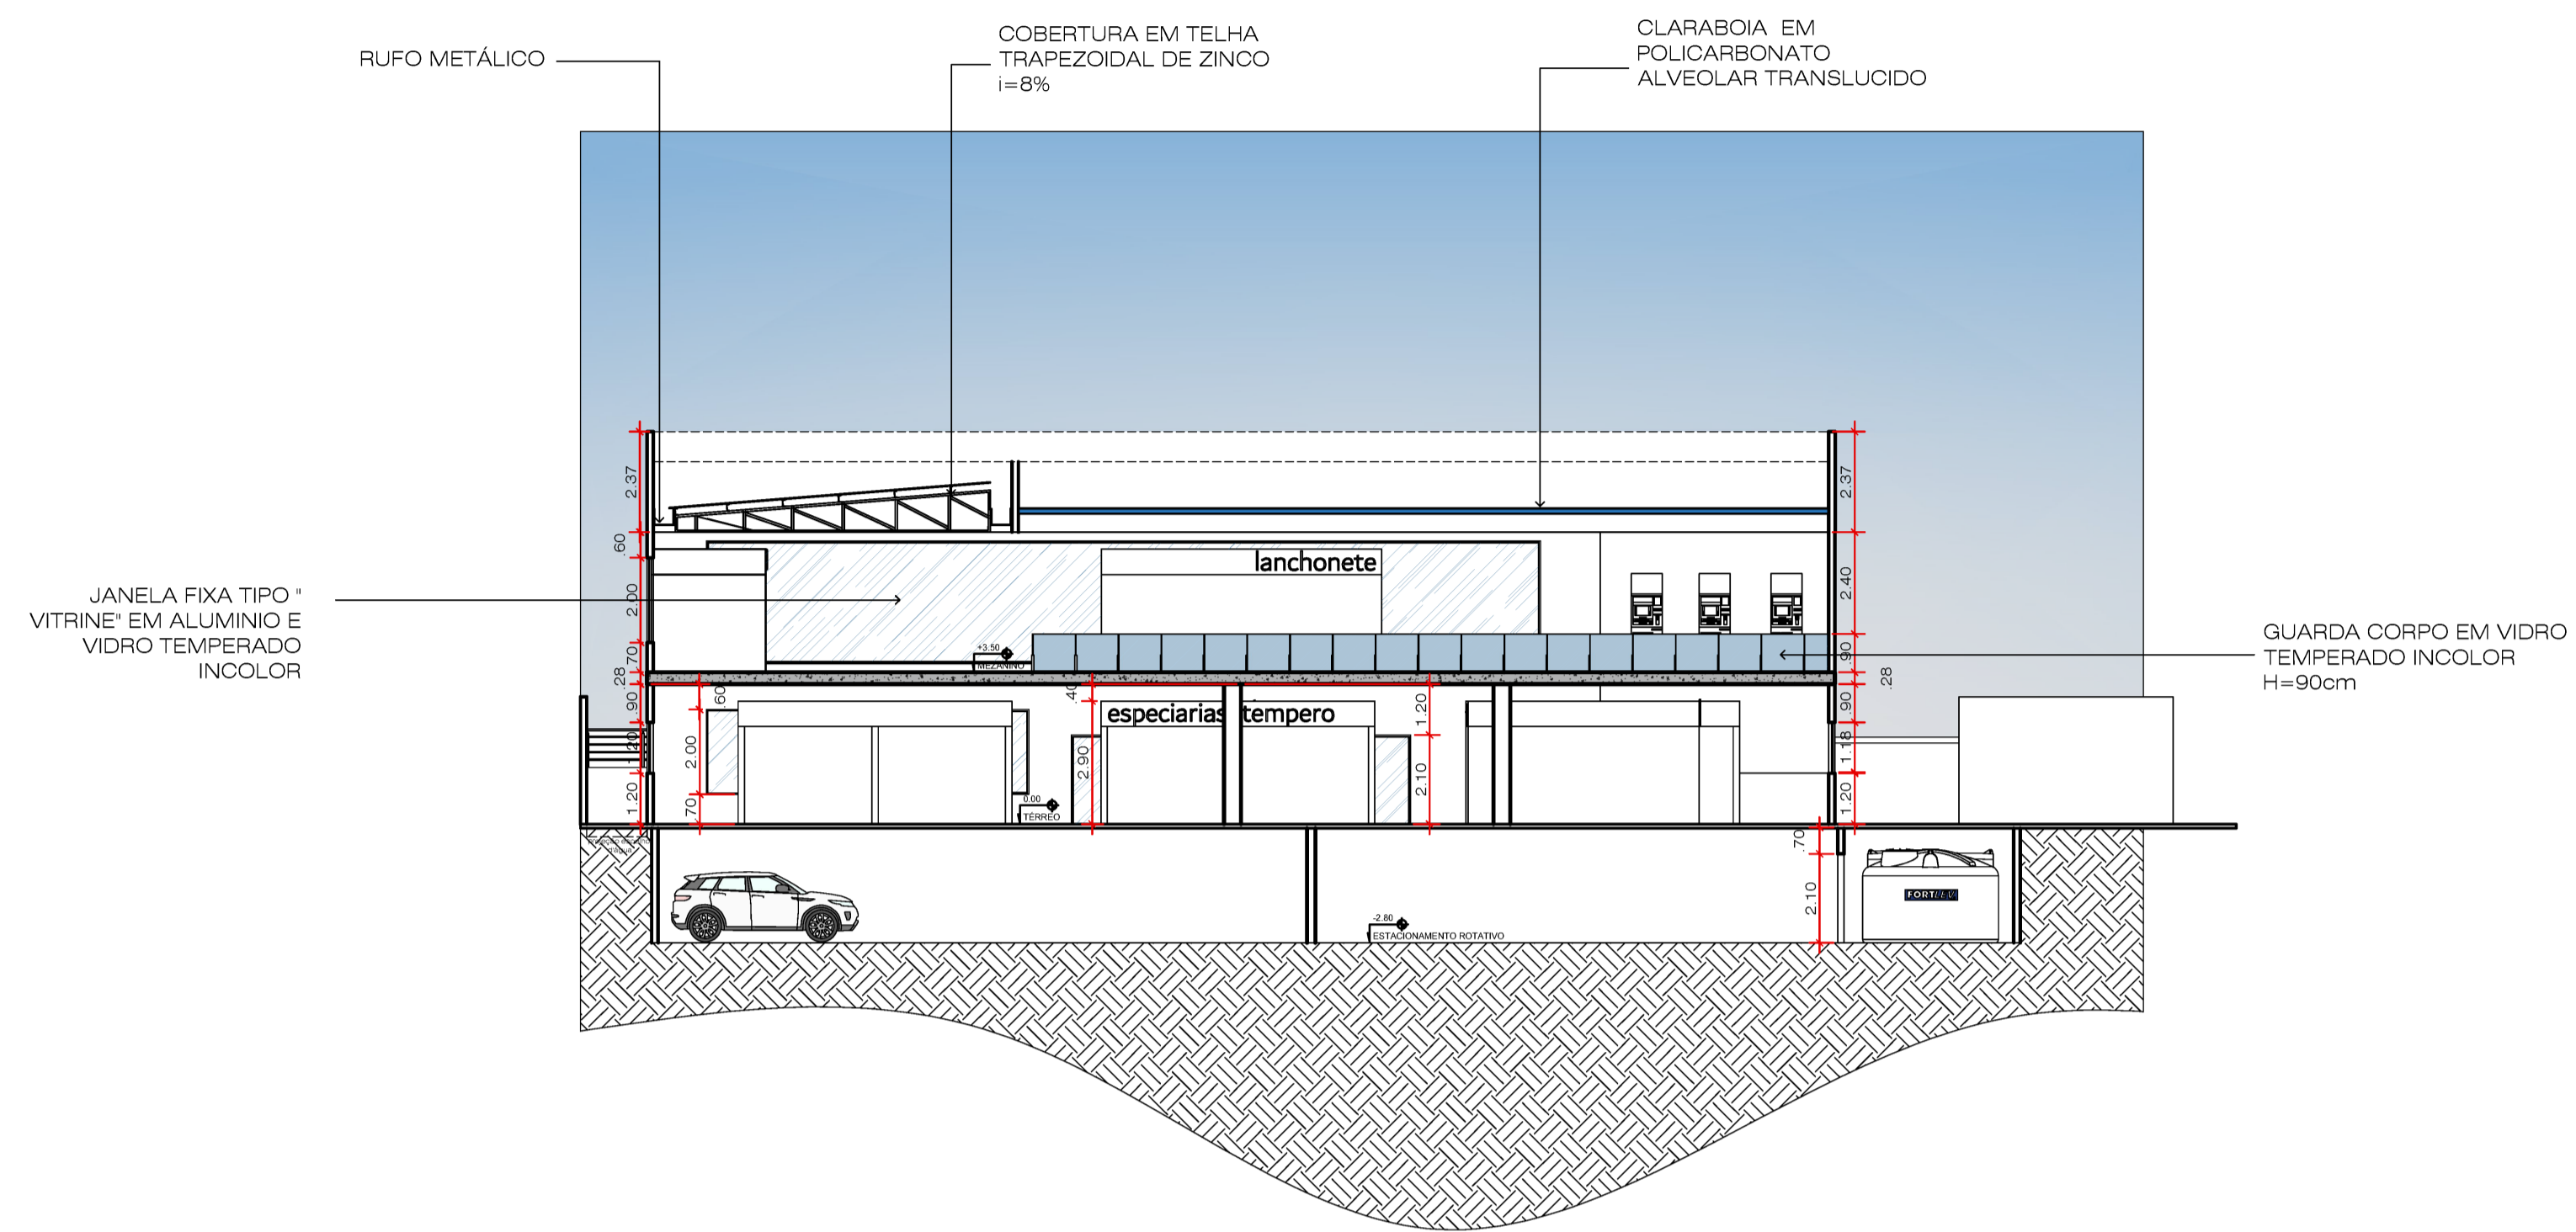 RUFO METÁLICO
COBERTURA EM TELHA
TRAPEZOIDAL DE ZINCO
i=8%
CLARABOIA EM
POLICARBONATO
ALVEOLAR TRANSLUCIDO
JANELA FIXA TIPO "
VITRINE" EM ALUMINIO E
VIDRO TEMPERADO
INCOLOR
GUARDA CORPO EM VIDRO
TEMPERADO INCOLOR
H=90cm
2.37
.60
2.00
.70
.28
.90
1.20
1.20
2.37
2.40
.90
.28
.90
1.18
1.20
lanchonete
+3.50
MEZANINO
.60
2.00
.70
.40
2.90
especiarias tempero
1.20
2.10
0.00
TÉRREO
d'água
.70
2.10
-2.80
ESTACIONAMENTO ROTATIVO
FORTLEV